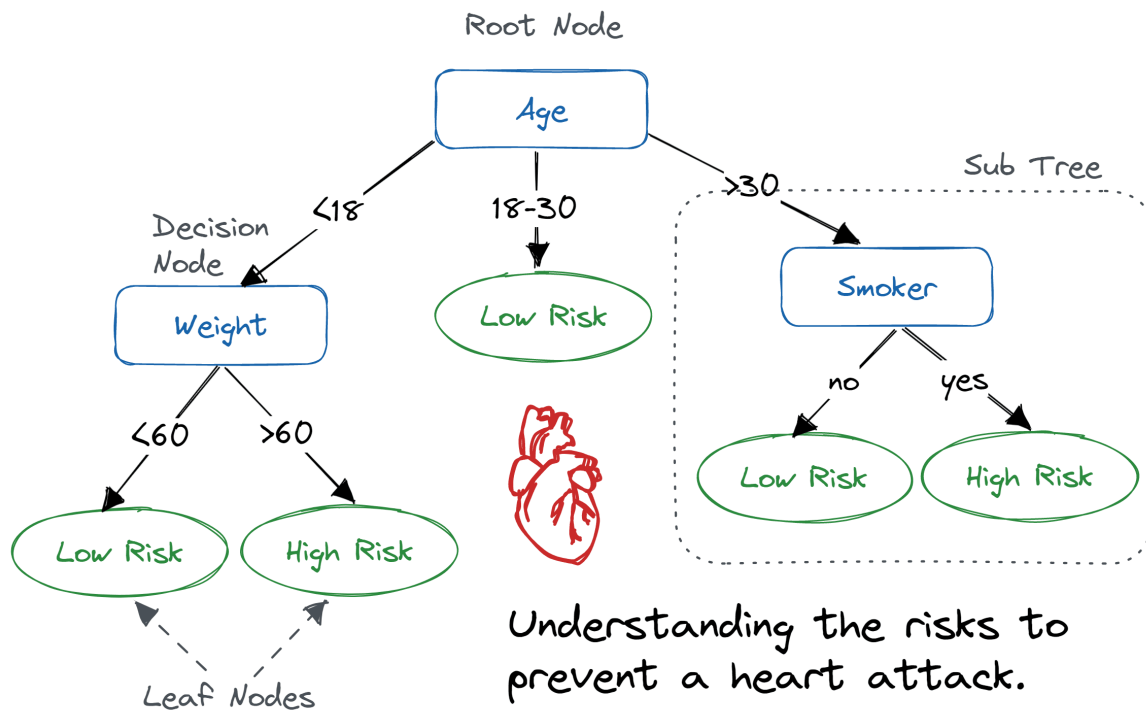 Root Node
Age
Sub Tree
<18
18-30
>30
Decision
Node
Weight
Low Risk
Smoker
<60
>60
no
yes
Low Risk
High Risk
Low Risk
High Risk
Leaf Nodes
Understanding the risks to
prevent a heart attack.